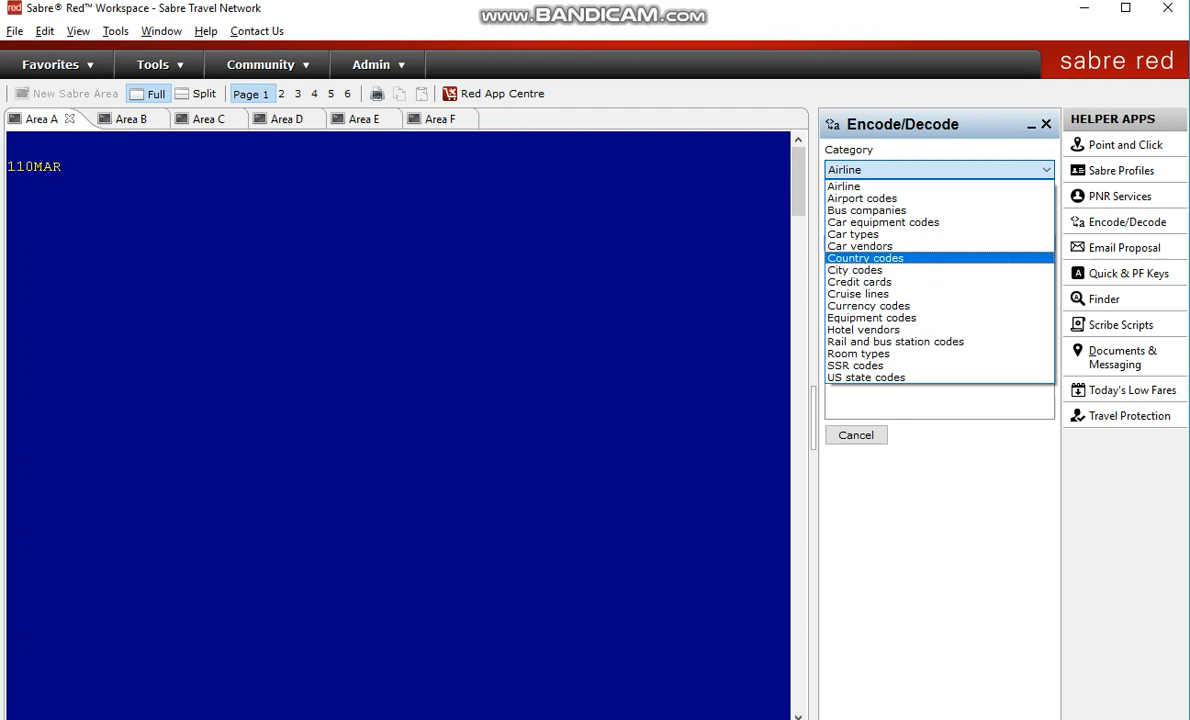 red Sabre® Red™ Workspace - Sabre Travel Network
www.BANDICAM.com
File Edit View Tools Window Help Contact Us
Favorites Tools Community Admin
sabre red
New Sabre Area Full Split Page 1 2 3 4 5 6 Red App Centre
Area A Area B Area C Area D Area E Area F
110MAR
Encode/Decode
Category
Airline
Airline
Airport codes
Bus companies
Car equipment codes
Car types
Car vendors
Country codes
City codes
Credit cards
Cruise lines
Currency codes
Equipment codes
Hotel vendors
Rail and bus station codes
Room types
SSR codes
US state codes
Cancel
HELPER APPS
Point and Click
Sabre Profiles
PNR Services
Encode/Decode
Email Proposal
Quick & PF Keys
Finder
Scribe Scripts
Documents &
Messaging
Today's Low Fares
Travel Protection